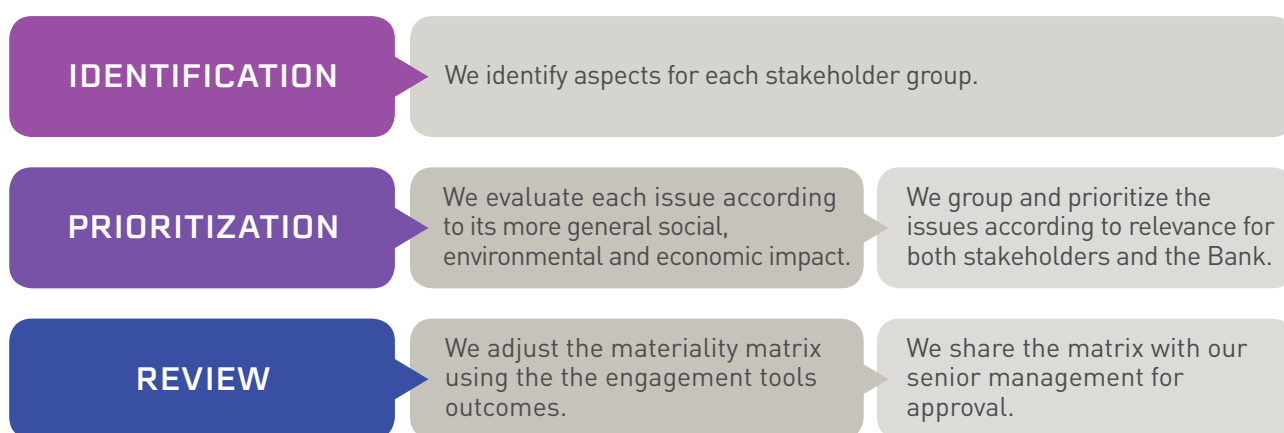 IDENTIFICATION
We identify aspects for each stakeholder group.
PRIORITIZATION
We evaluate each issue according
to its more general social,
environmental and economic impact.
We group and prioritize the
issues according to relevance for
both stakeholders and the Bank.
REVIEW
We adjust the materiality matrix
using the the engagement tools
outcomes.
We share the matrix with our
senior management for
approval.